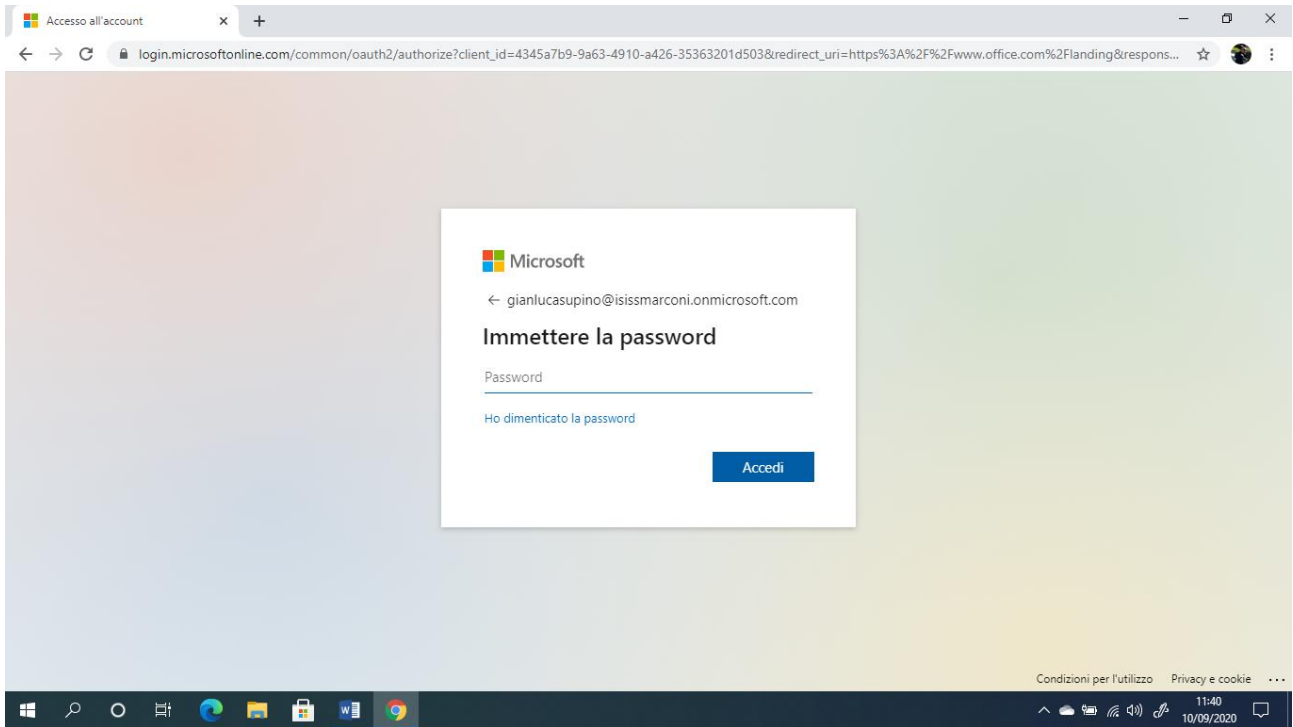 Accesso all'account
login.microsoftonline.com/common/oauth2/authorize?client_id=4345a7b9-9a63-4910-a426-35363201d503&redirect_uri=https%3A%2F%2Fwww.office.com%2Flanding&respons...
Microsoft
gianlucasupino@isissmarconi.onmicrosoft.com
Immettere la password
Password
Ho dimenticato la password
Accedi
Condizioni per l'utilizzo Privacy e cookie ...
11:40
10/09/2020